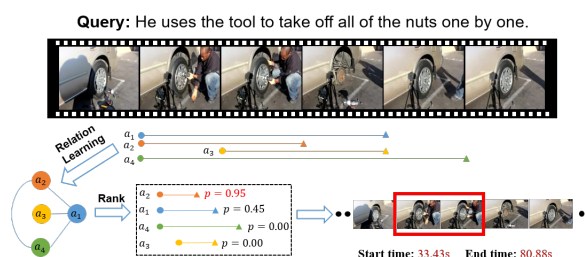 Query: He uses the tool to take off all of the nuts one by one.
Relation Learning
a1
a2
a3
a4
a2
a3
a1
a4
Rank
a2 p = 0.95
a1 p = 0.45
a4 p = 0.00
a3 p = 0.00
Start time: 33.43s End time: 80.88s